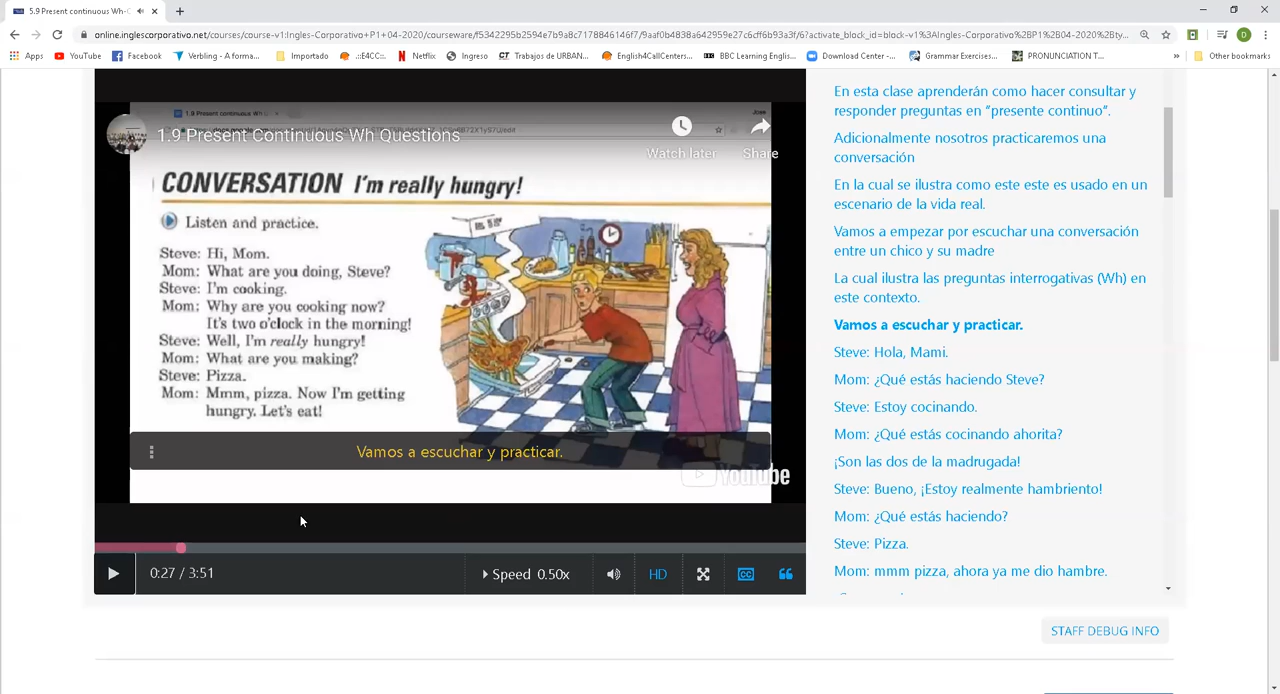 5.9 Present continuous Wh-C
online.inglescorporativo.net/courses/course-v1:Ingles-Corporativo+P1+04-2020/courseware/f5342295b2594e7b9a8c7178846146f7/9aaf0b4838a642959e27c6cff6b93a3f/6?activate_block_id=block-v1%3AIngles-Corporativo%2BP1%2B04-2020%2Bty...
D
Apps YouTube Facebook Verbling - A forma... Importado .::E4CC::. Netflix Ingreso CT Trabajos de URBAN... English4CallCenters... BBC Learning Englis... Download Center -... Grammar Exercises... PRONUNCIATION T... » Other bookmarks
1.9 Present continuous Wh
1.9 Present Continuous Wh Questions
Watch later Share
CONVERSATION I'm really hungry!
Listen and practice.
Steve: Hi, Mom.
Mom: What are you doing, Steve?
Steve: I'm cooking.
Mom: Why are you cooking now?
It's two o'clock in the morning!
Steve: Well, I'm really hungry!
Mom: What are you making?
Steve: Pizza.
Mom: Mmm, pizza. Now I'm getting
hungry. Let's eat!
Vamos a escuchar y practicar.
YouTube
0:27 / 3:51 Speed 0.50x HD CC
En esta clase aprenderán como hacer consultar y
responder preguntas en “presente continuo”.
Adicionalmente nosotros practicaremos una
conversación
En la cual se ilustra como este este es usado en un
escenario de la vida real.
Vamos a empezar por escuchar una conversación
entre un chico y su madre
La cual ilustra las preguntas interrogativas (Wh) en
este contexto.
Vamos a escuchar y practicar.
Steve: Hola, Mami.
Mom: ¿Qué estás haciendo Steve?
Steve: Estoy cocinando.
Mom: ¿Qué estás cocinando ahorita?
¡Son las dos de la madrugada!
Steve: Bueno, ¡Estoy realmente hambriento!
Mom: ¿Qué estás haciendo?
Steve: Pizza.
Mom: mmm pizza, ahora ya me dio hambre.
STAFF DEBUG INFO